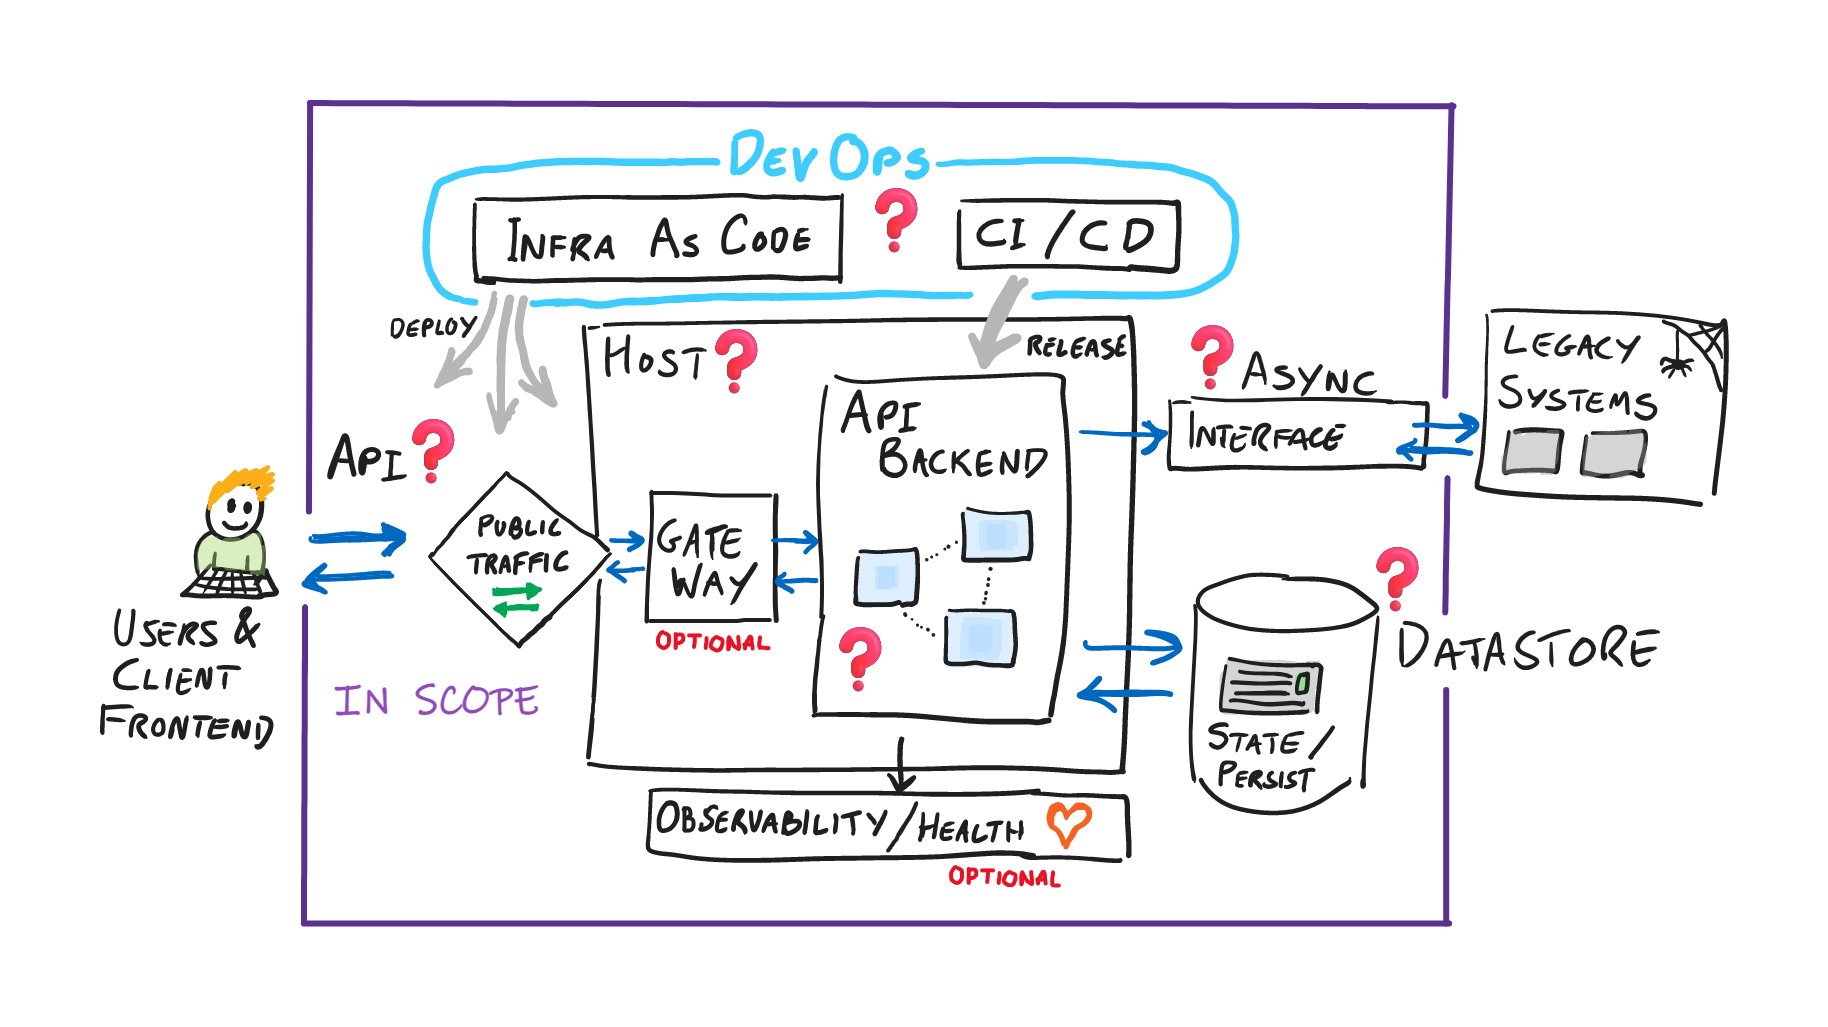 DEVOPS
INFRA AS CODE
?
CI/CD
DEPLOY
HOST?
RELEASE
API
BACKEND
?
? ASYNC
INTERFACE
LEGACY
SYSTEMS
API?
PUBLIC
TRAFFIC
GATE
WAY
OPTIONAL
USERS &
CLIENT
FRONTEND
IN SCOPE
?
DATASTORE
STATE/
PERSIST
OBSERVABILITY/HEALTH
OPTIONAL